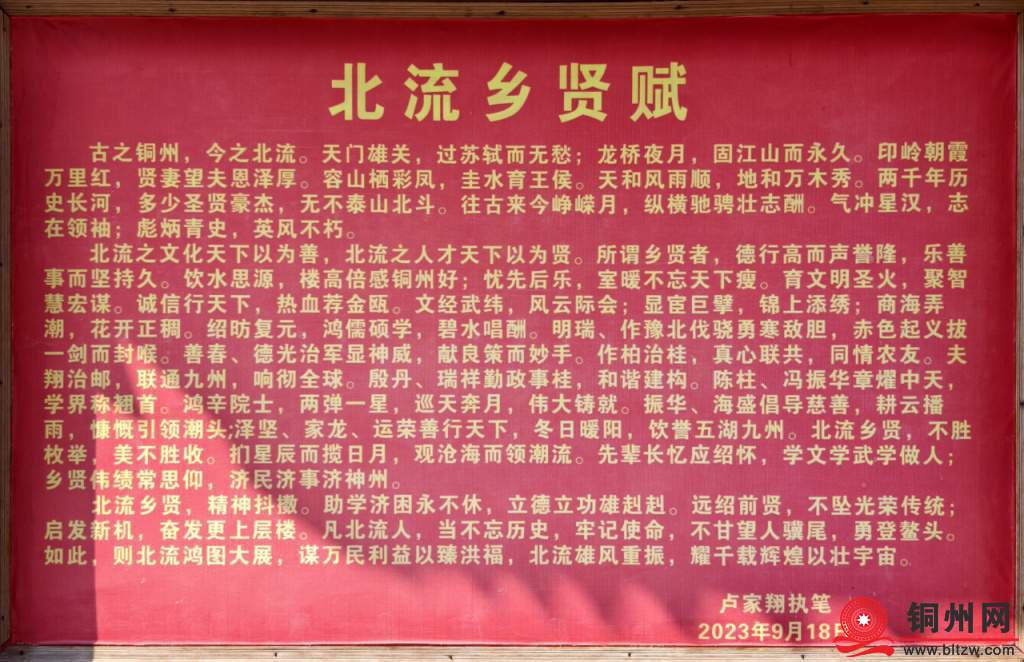 北流乡贤赋
古之铜州，今之北流。天门雄关，过苏轼而无愁；龙桥夜月，固江山而永久。印岭朝霞
万里红，贤妻望夫恩泽厚。容山栖彩凤，圭水育王侯。天和风雨顺，地和万木秀。两千年历
史长河，多少圣贤豪杰，无不泰山北斗。往古来今峥嵘月，纵横驰骋壮志酬。气冲星汉，志
在领袖；彪炳青史，英风不朽。
北流之文化天下以为善，北流之人才天下以为贤。所谓乡贤者，德行高而声誉隆，乐善
事而坚持久。饮水思源，楼高倍感铜州好；忧先后乐，室暖不忘天下瘦。育文明圣火，聚智
慧宏谋。诚信行天下，热血荐金瓯。文经武纬，风云际会；显宦巨擘，锦上添绣；商海弄
潮，花开正稠。绍昉复元，鸿儒硕学，碧水唱酬。明瑞、作豫北伐骁勇寒敌胆，赤色起义拔
一剑而封喉。善春、德光治军显神威，献良策而妙手。作柏治桂，真心联共，同情农友。夫
翔治邮，联通九州，响彻全球。殷丹、瑞祥勤政事桂，和谐建构。陈柱、冯振华章耀中天，
学界称翘首。鸿辛院士，两弹一星，巡天奔月，伟大铸就。振华、海盛倡导慈善，耕云播
雨，慷慨引领潮头;泽坚、家龙、运荣善行天下，冬日暖阳，饮誉五湖九州。北流乡贤，不胜
枚举，美不胜收。扪星辰而揽日月，观沧海而领潮流。先辈长忆应绍怀，学文学武学做人；
乡贤伟绩常思仰，济民济事济神州。
北流乡贤，精神抖擞。助学济困永不休，立德立功雄赳赳。远绍前贤，不坠光荣传统；
启发新机，奋发更上层楼。凡北流人，当不忘历史，牢记使命，不甘望人骥尾，勇登鳌头。
如此，则北流鸿图大展，谋万民利益以臻洪福，北流雄风重振，耀千载辉煌以壮宇宙。
卢家翔执笔
2023年9月18日
铜州网
www.bltzw.com